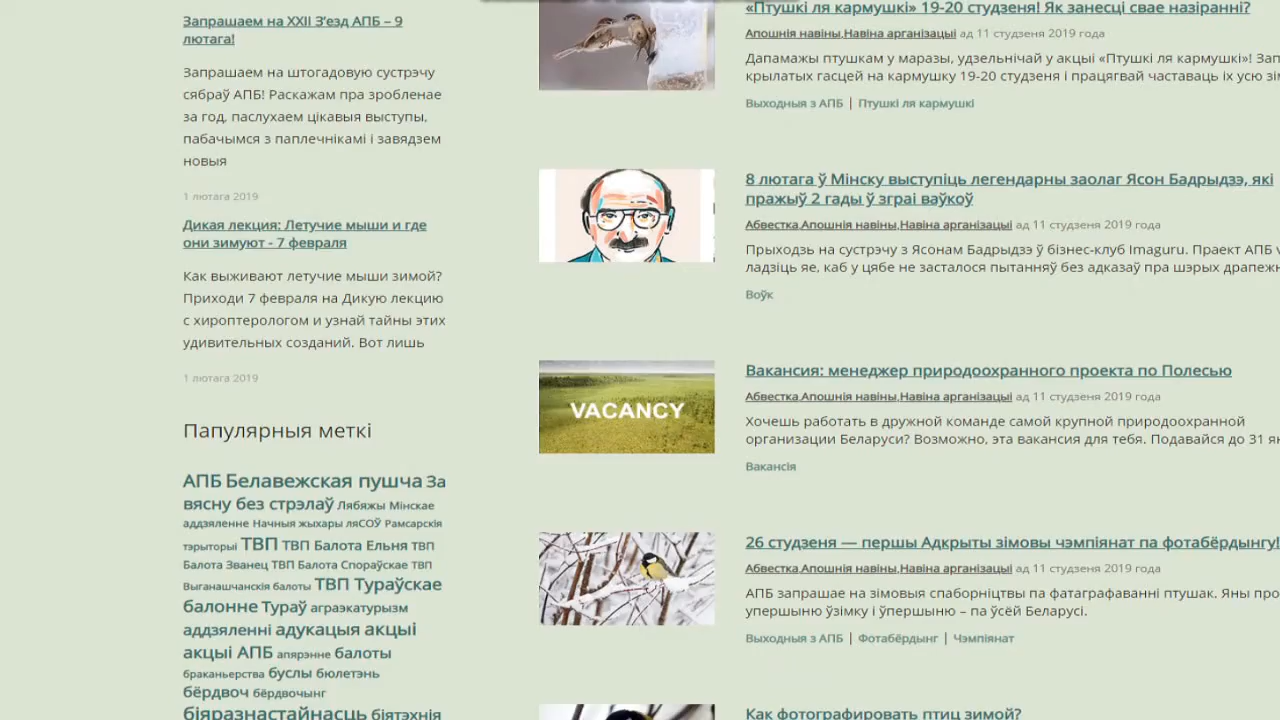 Запрашаем на XXII З’езд АПБ – 9
лютага!
Запрашаем на штогадовую сустрэчу
сяброў АПБ! Раскажам пра зробленае
за год, паслухаем цікавыя выступы,
пабачымся з паплечнікамі і завядзем
новыя
1 лютага 2019
Дикая лекция: Летучие мыши и где
они зимуют - 7 февраля
Как выживают летучие мыши зимой?
Приходи 7 февраля на Дикую лекцию
с хироптерологом и узнай тайны этих
удивительных созданий. Вот лишь
1 лютага 2019
Папулярныя меткі
АПБ Белавежская пушча За
вясну без стрэлаў Лябяжы Мінскае
аддзяленне Начныя жыхары ляСОЎ Рамсарскія
тэрыторыі ТВП ТВП Балота Ельня ТВП
Балота Званец ТВП Балота Спораўскае ТВП
Выганашчанскія балоты ТВП Тураўскае
балонне Тураў аграэкатурызм
аддзяленні адукацыя акцыі
акцыі АПБ апярэнне балоты
браканьерства буслы бюлетэнь
бёрдвоч бёрдвочынг
біяразнастайнасць біятэхнія
«Птушкі ля кармушкі» 19-20 студзеня! Як занесці свае назіранні?
Апошнія навіны,Навіна арганізацыі ад 11 студзеня 2019 года
Дапамажы птушкам у маразы, удзельнічай у акцыі «Птушкі ля кармушкі»! Зап
крылатых гасцей на кармушку 19-20 студзеня і працягвай частаваць іх усю зі
Выходныя з АПБ | Птушкі ля кармушкі
8 лютага ў Мінску выступіць легендарны заолаг Ясон Бадрыдзэ, які
пражыў 2 гады ў зграі ваўкоў
Абвестка,Апошнія навіны,Навіна арганізацыі ад 11 студзеня 2019 года
Прыходзь на сустрэчу з Ясонам Бадрыдзэ ў бізнес-клуб Imaguru. Праект АПБ
ладзіць яе, каб у цябе не засталося пытанняў без адказаў пра шэрых драпежн
Воўк
VACANCY
Вакансия: менеджер природоохранного проекта по Полесью
Абвестка,Апошнія навіны,Навіна арганізацыі ад 11 студзеня 2019 года
Хочешь работать в дружной команде самой крупной природоохранной
организации Беларуси? Возможно, эта вакансия для тебя. Подавайся до 31 ян
Вакансія
26 студзеня — першы Адкрыты зімовы чэмпіянат па фотабёрдынгу!
Абвестка,Апошнія навіны,Навіна арганізацыі ад 11 студзеня 2019 года
АПБ запрашае на зімовыя спаборніцтвы па фатаграфаванні птушак. Яны про
упершыню ўзімку і ўпершыню – па ўсёй Беларусі.
Выходныя з АПБ | Фотабёрдынг | Чэмпіянат
Как фотографировать птиц зимой?